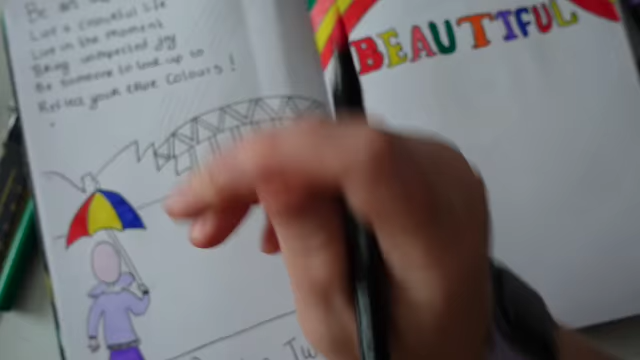 Be
Live a colourful life
Live in the moment
Bring unexpected joy
Be someone to look up to
Reflect your true colours!
BEAUTIFUL